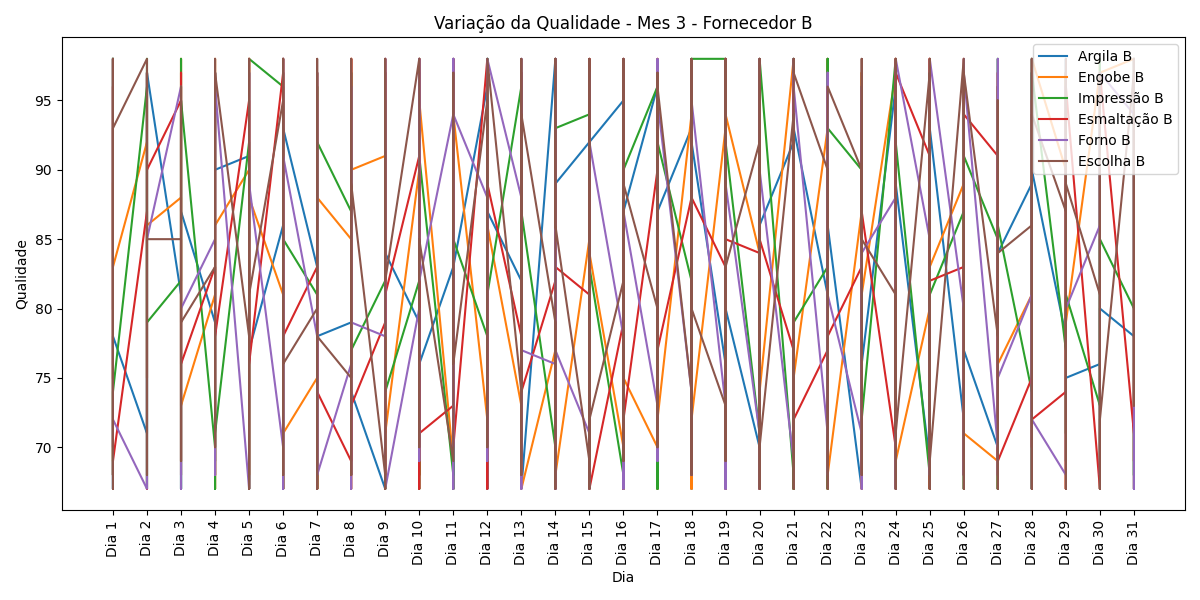 Variação da Qualidade - Mes 3 - Fornecedor B
Argila B
Engobe B
Impressão B
Esmaltação B
Forno B
Escolha B
Qualidade
95
90
85
80
75
70
Dia 1
Dia 2
Dia 3
Dia 4
Dia 5
Dia 6
Dia 7
Dia 8
Dia 9
Dia 10
Dia 11
Dia 12
Dia 13
Dia 14
Dia 15
Dia 16
Dia 17
Dia 18
Dia 19
Dia 20
Dia 21
Dia 22
Dia 23
Dia 24
Dia 25
Dia 26
Dia 27
Dia 28
Dia 29
Dia 30
Dia 31
Dia